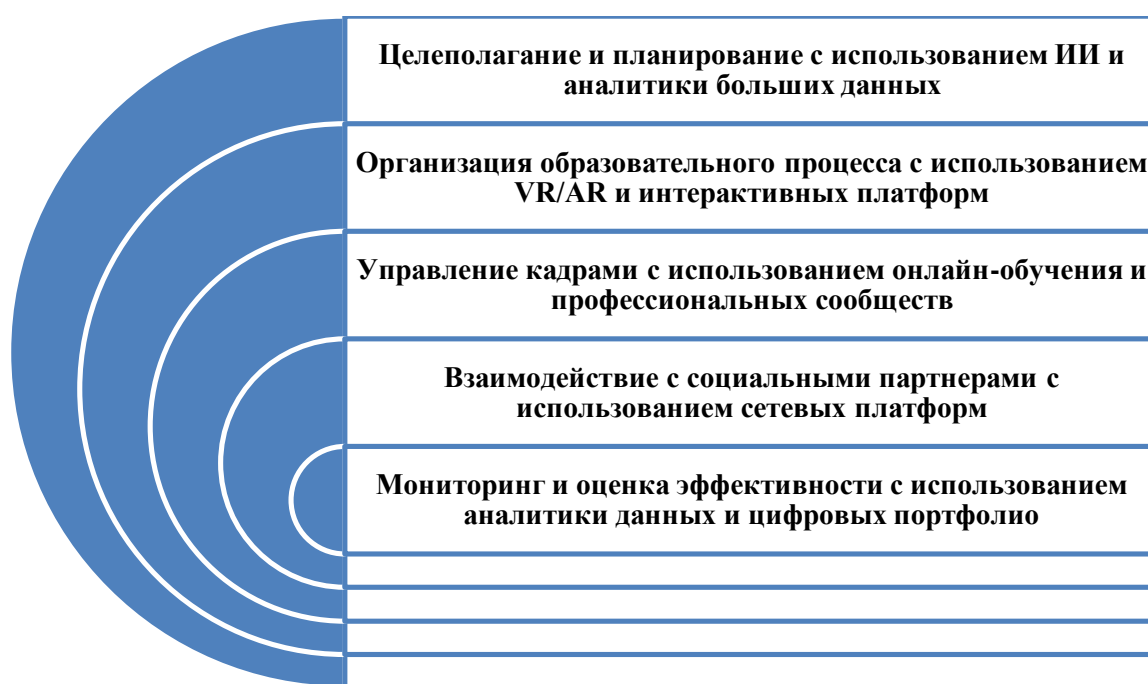 Целеполагание и планирование с использованием ИИ и
аналитики больших данных
Организация образовательного процесса с использованием
VR/AR и интерактивных платформ
Управление кадрами с использованием онлайн-обучения и
профессиональных сообществ
Взаимодействие с социальными партнерами с
использованием сетевых платформ
Мониторинг и оценка эффективности с использованием
аналитики данных и цифровых портфолио